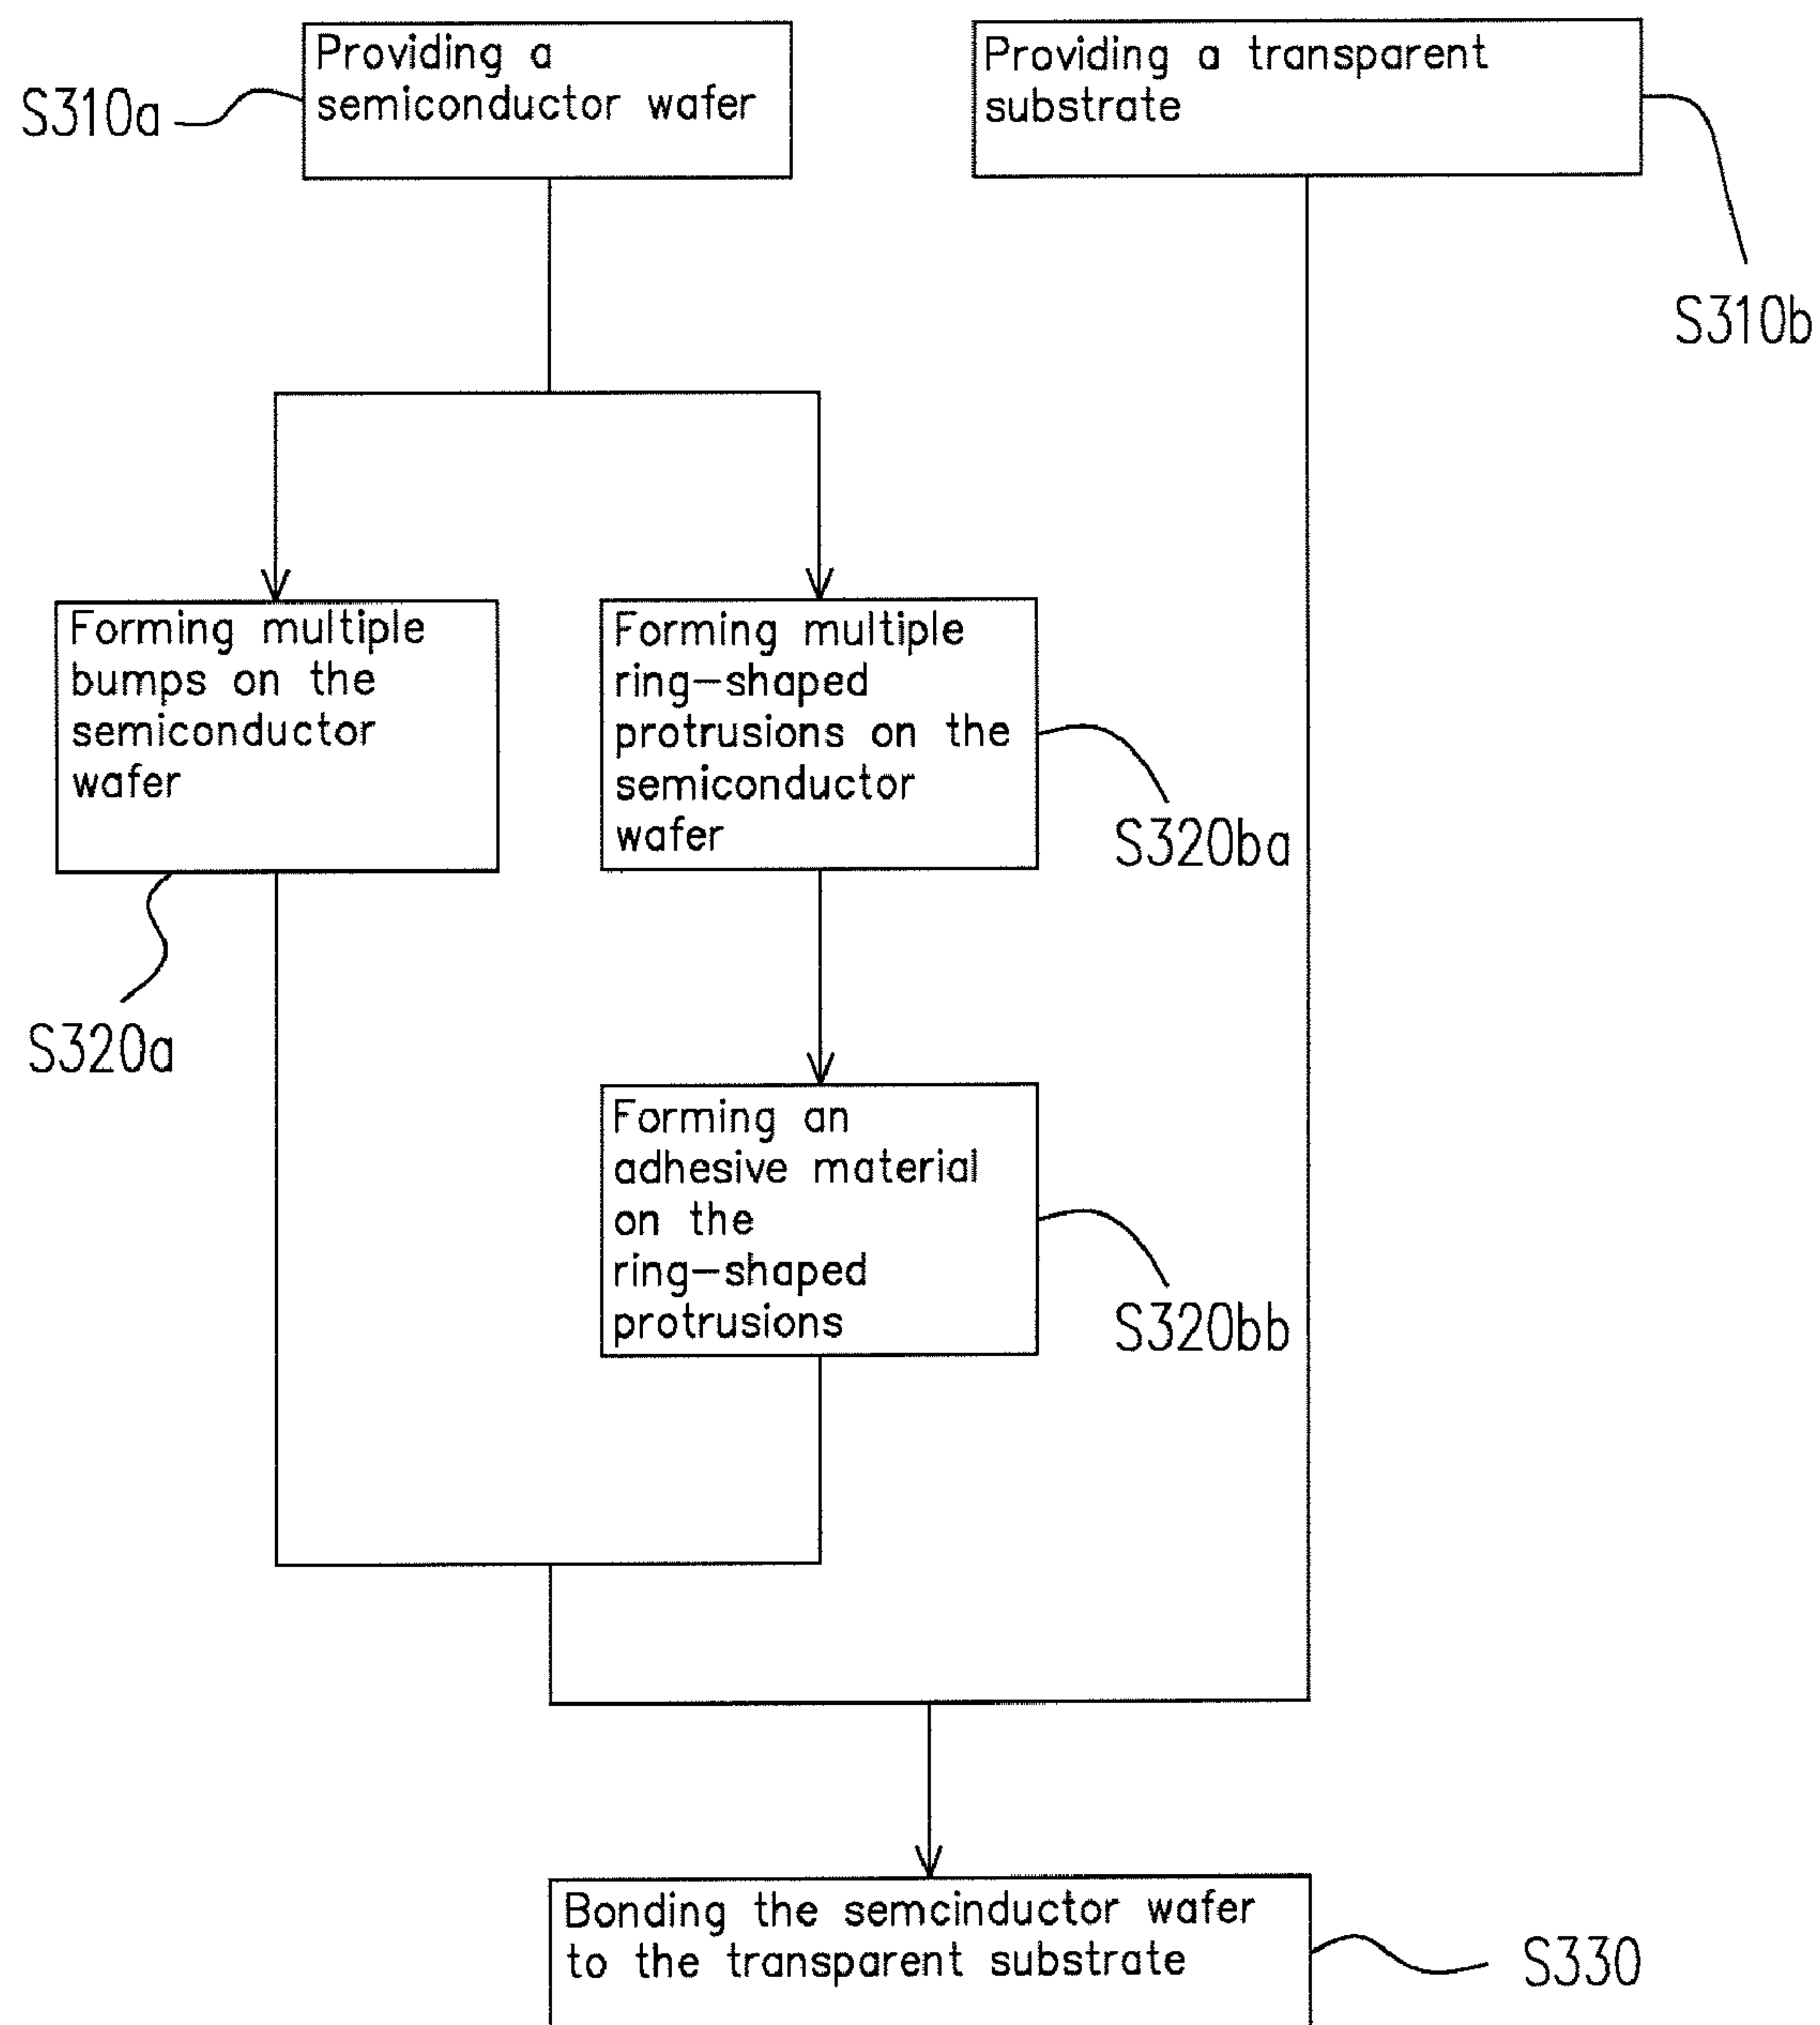 Providing a
semiconductor wafer
S310a
Providing a transparent
substrate
S310b
Forming multiple
bumps on the
semiconductor
wafer
S320a
Forming multiple
ring-shaped
protrusions on the
semiconductor
wafer
S320ba
Forming an
adhesive material
on the
ring-shaped
protrusions
S320bb
Bonding the semcinductor wafer
to the transparent substrate
S330